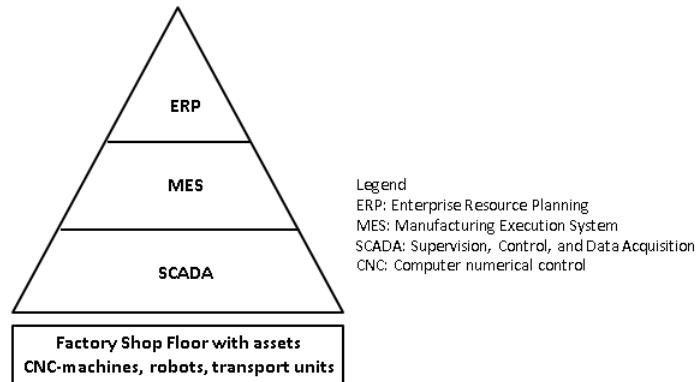 ERP
MES
SCADA
Factory Shop Floor with assets
CNC-machines, robots, transport units
Legend
ERP: Enterprise Resource Planning
MES: Manufacturing Execution System
SCADA: Supervision, Control, and Data Acquisition
CNC: Computer numerical control